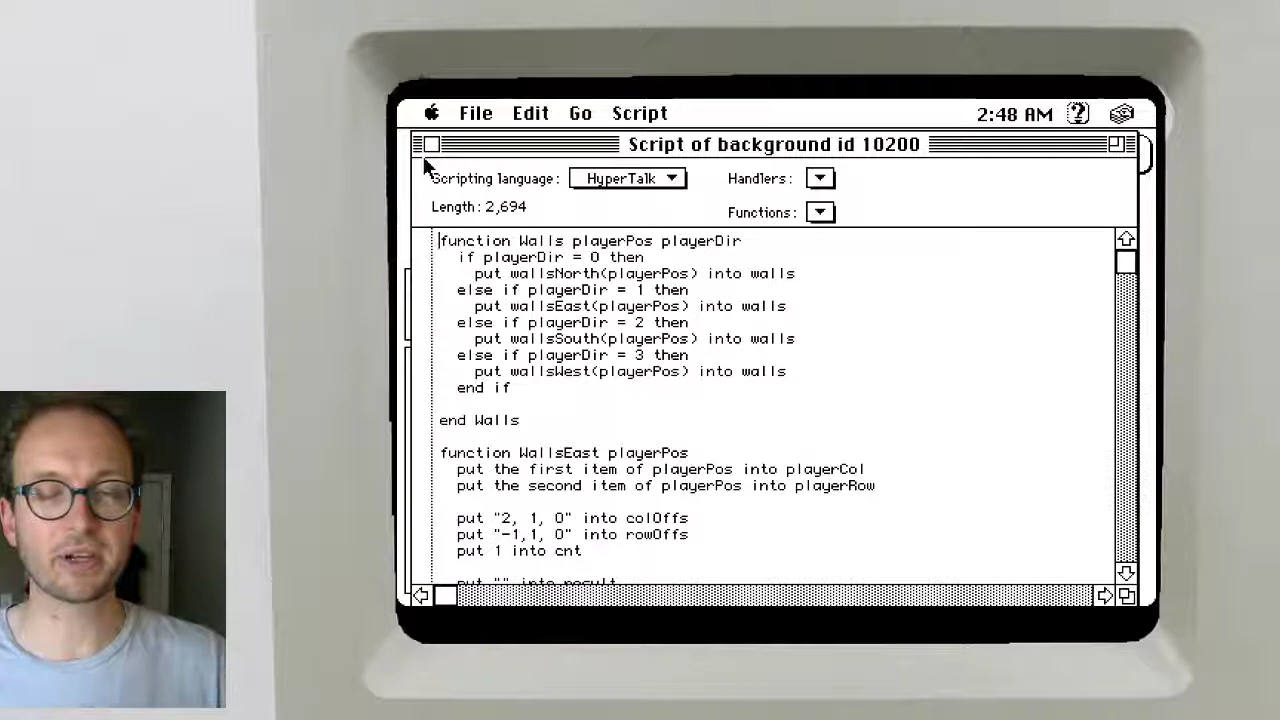 File Edit Go Script 2:48 AM
Script of background id 10200
Scripting language: HyperTalk Handlers:
Length: 2,694
Functions:
function Walls playerPos playerDir
if playerDir = 0 then
put wallsNorth(playerPos) into walls
else if playerDir = 1 then
put wallsEast(playerPos) into walls
else if playerDir = 2 then
put wallsSouth(playerPos) into walls
else if playerDir = 3 then
put wallsWest(playerPos) into walls
end if
end Walls
function WallsEast playerPos
put the first item of playerPos into playerCol
put the second item of playerPos into playerRow
put "2, 1, 0" into colOffs
put "-1,1, 0" into rowOffs
put 1 into cnt
put "" into result